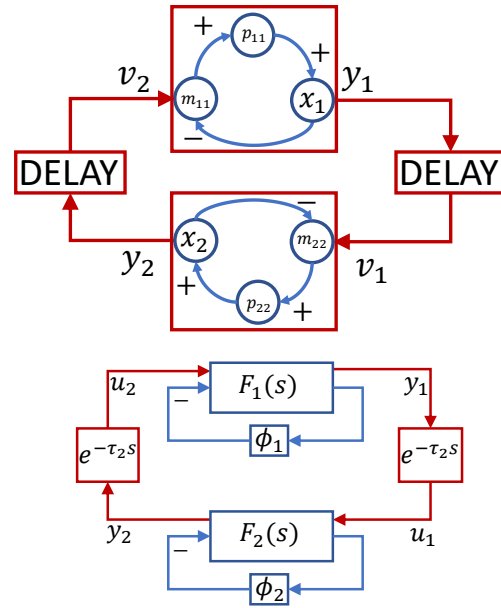 + p₁₁ +
v₂ m₁₁ x₁ y₁
−
DELAY DELAY
x₂ − m₂₂
y₂ v₁
+ p₂₂ +
u₂ F₁(s) y₁
−
ϕ₁
e^{−τ₂s} e^{−τ₂s}
y₂ F₂(s) u₁
−
ϕ₂